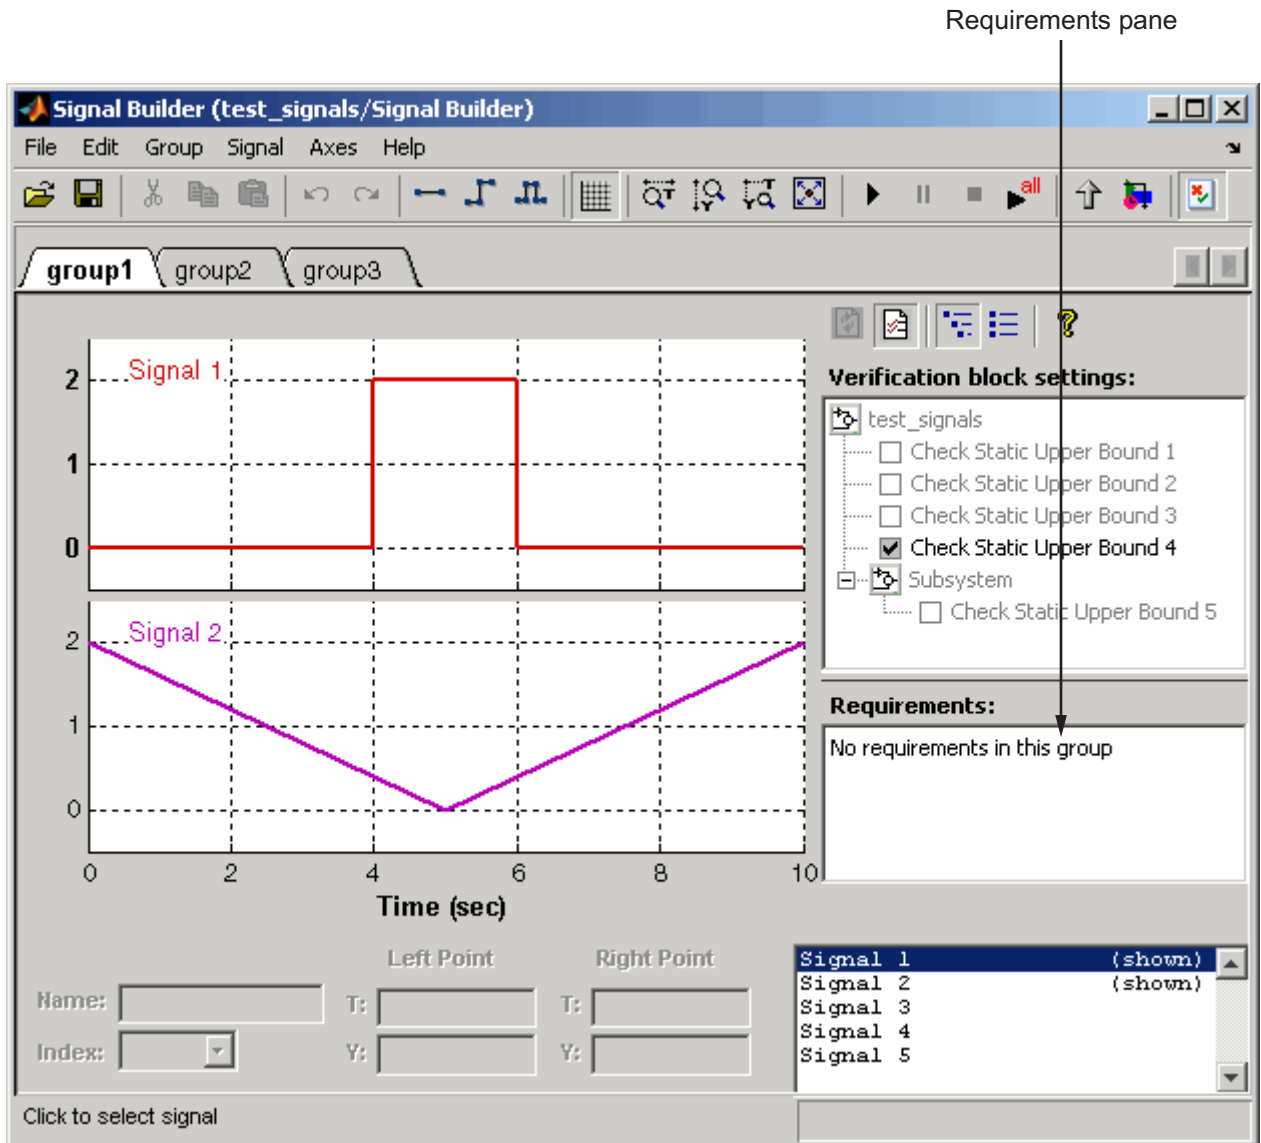 Requirements pane
Signal Builder (test_signals/Signal Builder)
File Edit Group Signal Axes Help
all
group1 group2 group3
Verification block settings:
test_signals
Check Static Upper Bound 1
Check Static Upper Bound 2
Check Static Upper Bound 3
Check Static Upper Bound 4
Subsystem
Check Static Upper Bound 5
Requirements:
No requirements in this group
Signal 1
2
1
0
Signal 2
2
1
0
0 2 4 6 8 10
Time (sec)
Left Point Right Point
Name: T: T:
Index: Y: Y:
Signal 1 (shown)
Signal 2 (shown)
Signal 3
Signal 4
Signal 5
Click to select signal